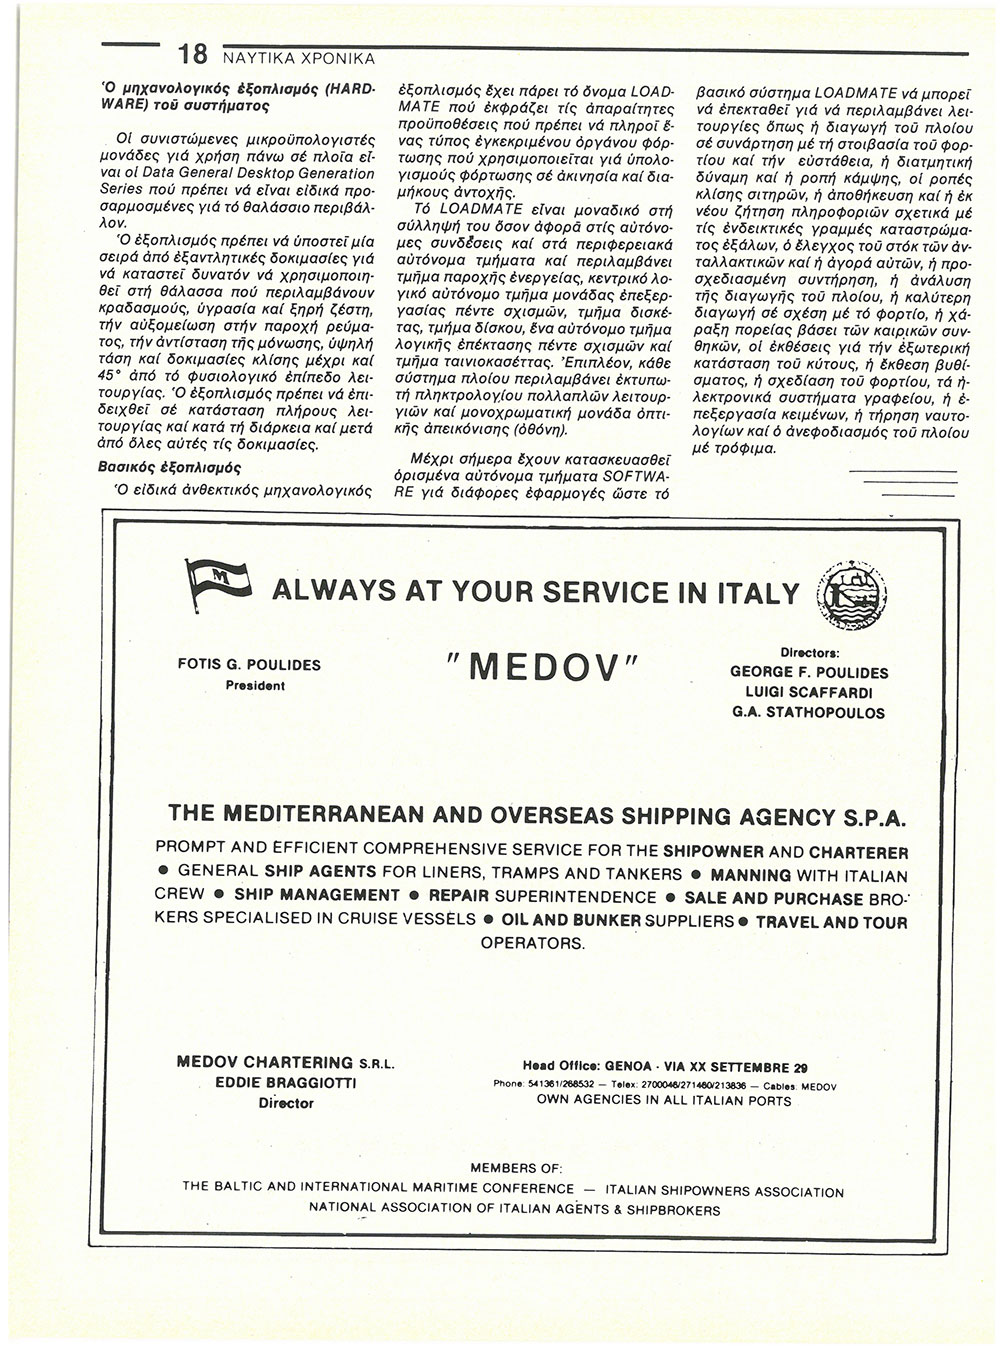 18 ΝΑΥΤΙΚΑ ΧΡΟΝΙΚΑ
Ὁ μηχανολογικός ἐξοπλισμός (HARD-
WARE) τοῦ συστήματος
Οἱ συνιστώμενες μικροϋπολογιστές
μονάδες γιά χρήση πάνω σέ πλοῖα εἶ-
ναι οἱ Data General Desktop Generation
Series πού πρέπει νά εἶναι εἰδικά προ-
σαρμοσμένες γιά τό θαλάσσιο περιβάλ-
λον.
Ὁ ἐξοπλισμός πρέπει νά ὑποστεῖ μία
σειρά ἀπό ἐξαντλητικές δοκιμασίες γιά
νά καταστεῖ δυνατόν νά χρησιμοποιη-
θεῖ στή θάλασσα πού περιλαμβάνουν
κραδασμούς, ὑγρασία καί ξηρή ζέστη,
τήν αὐξομείωση στήν παροχή ρεύμα-
τος, τήν ἀντίσταση τῆς μόνωσης, ὑψηλή
τάση καί δοκιμασίες κλίσης μέχρι καί
45° ἀπό τό φυσιολογικό ἐπίπεδο λει-
τουργίας. Ὁ ἐξοπλισμός πρέπει νά ἐπι-
δειχθεῖ σέ κατάσταση πλήρους λει-
τουργίας καί κατά τή διάρκεια καί μετά
ἀπό ὅλες αὐτές τίς δοκιμασίες.
Βασικός ἐξοπλισμός
Ὁ εἰδικά ἀνθεκτικός μηχανολογικός
ἐξοπλισμός ἔχει πάρει τό ὄνομα LOAD-
MATE πού ἐκφράζει τίς ἀπαραίτητες
προϋποθέσεις πού πρέπει νά πληροῖ ἕ-
νας τύπος ἐγκεκριμένου ὀργάνου φόρ-
τωσης πού χρησιμοποιεῖται γιά ὑπολο-
γισμούς φόρτωσης σέ ἀκινησία καί δια-
μήκους ἀντοχῆς.
Τό LOADMATE εἶναι μοναδικό στή
σύλληψή του ὅσον ἀφορᾶ στίς αὐτόνο-
μες συνδέσεις καί στά περιφερειακά
αὐτόνομα τμήματα καί περιλαμβάνει
τμῆμα παροχῆς ἐνεργείας, κεντρικό λο-
γικό αὐτόνομο τμῆμα μονάδας ἐπεξερ-
γασίας πέντε σχισμῶν, τμῆμα δισκέ-
τας, τμῆμα δίσκου, ἕνα αὐτόνομο τμῆμα
λογικῆς ἐπέκτασης πέντε σχισμῶν καί
τμῆμα ταινιοκασέττας. Ἐπιπλέον, κάθε
σύστημα πλοίου περιλαμβάνει ἐκτυπω-
τή πληκτρολογίου πολλαπλῶν λειτουρ-
γιῶν καί μονοχρωματική μονάδα ὀπτι-
κῆς ἀπεικόνισης (ὀθόνη).
Μέχρι σήμερα ἔχουν κατασκευασθεῖ
ὁρισμένα αὐτόνομα τμήματα SOFTWA-
RE γιά διάφορες ἐφαρμογές ὥστε τό
βασικό σύστημα LOADMATE νά μπορεῖ
νά ἐπεκταθεῖ γιά νά περιλαμβάνει λει-
τουργίες ὅπως ἡ διαγωγή τοῦ πλοίου
σέ συνάρτηση μέ τή στοιβασία τοῦ φορ-
τίου καί τήν εὐστάθεια, ἡ διατμητική
δύναμη καί ἡ ροπή κάμψης, οἱ ροπές
κλίσης σιτηρῶν, ἡ ἀποθήκευση καί ἡ ἐκ
νέου ζήτηση πληροφοριῶν σχετικά μέ
τίς ἐνδεικτικές γραμμές καταστρώμα-
τος ἐξάλων, ὁ ἔλεγχος τοῦ στόκ τῶν ἀν-
ταλλακτικῶν καί ἡ ἀγορά αὐτῶν, ἡ προ-
σχεδιασμένη συντήρηση, ἡ ἀνάλυση
τῆς διαγωγῆς τοῦ πλοίου, ἡ καλύτερη
διαγωγή σέ σχέση μέ τό φορτίο, ἡ χά-
ραξη πορείας βάσει τῶν καιρικῶν συν-
θηκῶν, οἱ ἐκθέσεις γιά τήν ἐξωτερική
κατάσταση τοῦ κύτους, ἡ ἔκθεση βυθί-
σματος, ἡ σχεδίαση τοῦ φορτίου, τά ἠ-
λεκτρονικά συστήματα γραφείου, ἡ ἐ-
πεξεργασία κειμένων, ἡ τήρηση ναυτο-
λογίων καί ὁ ἀνεφοδιασμός τοῦ πλοίου
μέ τρόφιμα.
M
ALWAYS AT YOUR SERVICE IN ITALY
FOTIS G. POULIDES
President
"MEDOV"
Directors:
GEORGE F. POULIDES
LUIGI SCAFFARDI
G.A. STATHOPOULOS
THE MEDITERRANEAN AND OVERSEAS SHIPPING AGENCY S.P.A.
PROMPT AND EFFICIENT COMPREHENSIVE SERVICE FOR THE SHIPOWNER AND CHARTERER
● GENERAL SHIP AGENTS FOR LINERS, TRAMPS AND TANKERS ● MANNING WITH ITALIAN
CREW ● SHIP MANAGEMENT ● REPAIR SUPERINTENDENCE ● SALE AND PURCHASE BRO-
KERS SPECIALISED IN CRUISE VESSELS ● OIL AND BUNKER SUPPLIERS ● TRAVEL AND TOUR
OPERATORS.
MEDOV CHARTERING S.R.L.
EDDIE BRAGGIOTTI
Director
Head Office: GENOA - VIA XX SETTEMBRE 29
Phone: 541361/268532 — Telex: 2700046/271460/213836 — Cables: MEDOV
OWN AGENCIES IN ALL ITALIAN PORTS
MEMBERS OF:
THE BALTIC AND INTERNATIONAL MARITIME CONFERENCE — ITALIAN SHIPOWNERS ASSOCIATION
NATIONAL ASSOCIATION OF ITALIAN AGENTS & SHIPBROKERS